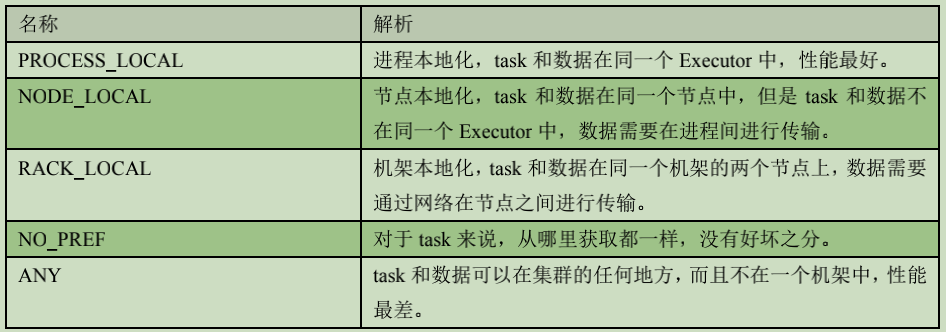 名称 解析
PROCESS_LOCAL 进程本地化，task 和数据在同一个 Executor 中，性能最好。
NODE_LOCAL 节点本地化，task 和数据在同一个节点中，但是 task 和数据不
在同一个 Executor 中，数据需要在进程间进行传输。
RACK_LOCAL 机架本地化，task 和数据在同一个机架的两个节点上，数据需要
通过网络在节点之间进行传输。
NO_PREF 对于 task 来说，从哪里获取都一样，没有好坏之分。
ANY task 和数据可以在集群的任何地方，而且不在一个机架中，性能
最差。